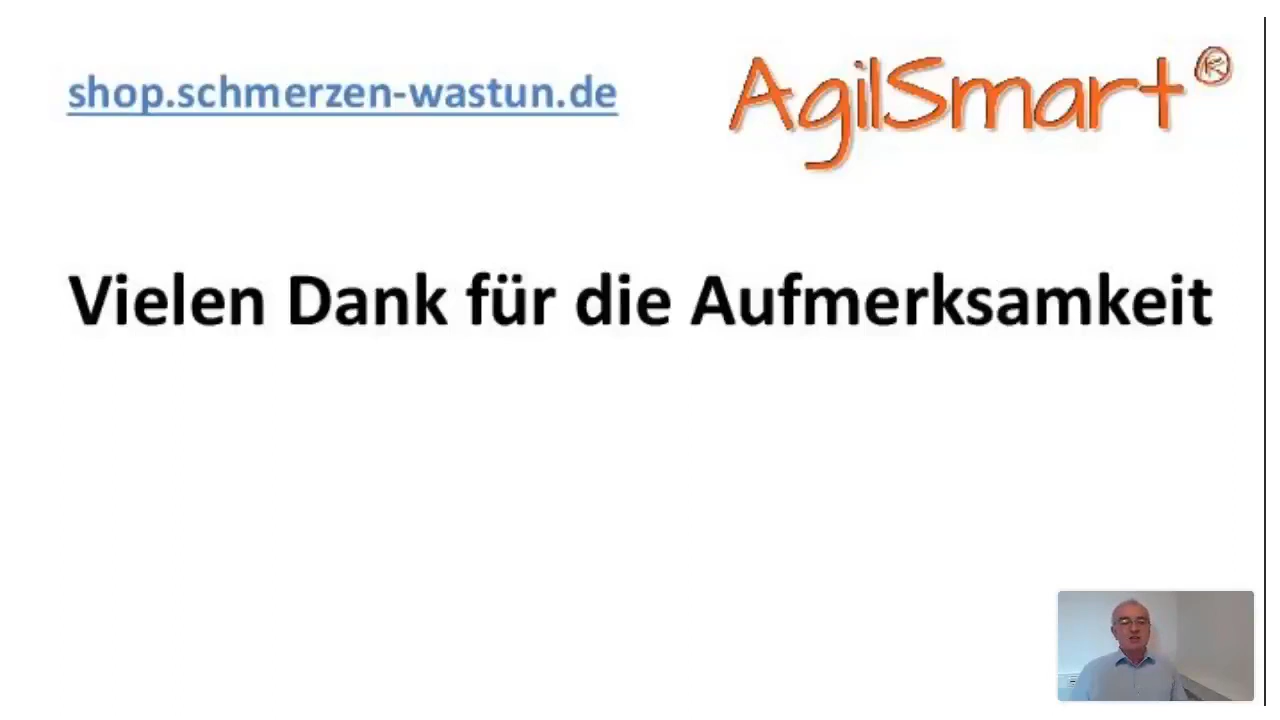 shop.schmerzen-wastun.de
AgilSmart®
Vielen Dank für die Aufmerksamkeit